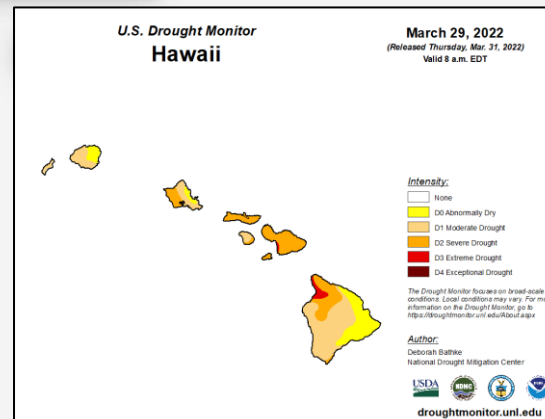 U.S. Drought Monitor
Hawaii
March 29, 2022
(Released Thursday, Mar. 31, 2022)
Valid 8 a.m. EDT
Intensity:
None
D0 Abnormally Dry
D1 Moderate Drought
D2 Severe Drought
D3 Extreme Drought
D4 Exceptional Drought
The Drought Monitor focuses on broad-scale
conditions. Local conditions may vary. For mo
information on the Drought Monitor, go to
https://droughtmonitor.unl.edu/About.aspx
Author:
Deborah Bathke
National Drought Mitigation Center
USDA
NDMC
droughtmonitor.unl.edu